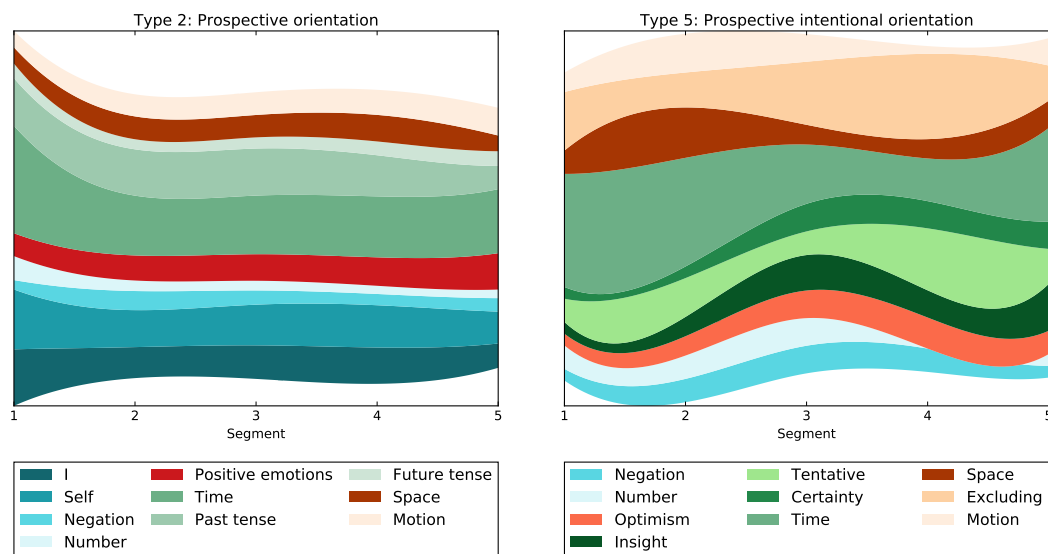 Type 2: Prospective orientation
1 2 3 4 5
Segment
I Positive emotions Future tense
Self Time Space
Negation Past tense Motion
Number
Type 5: Prospective intentional orientation
1 2 3 4 5
Segment
Negation Tentative Space
Number Certainty Excluding
Optimism Time Motion
Insight